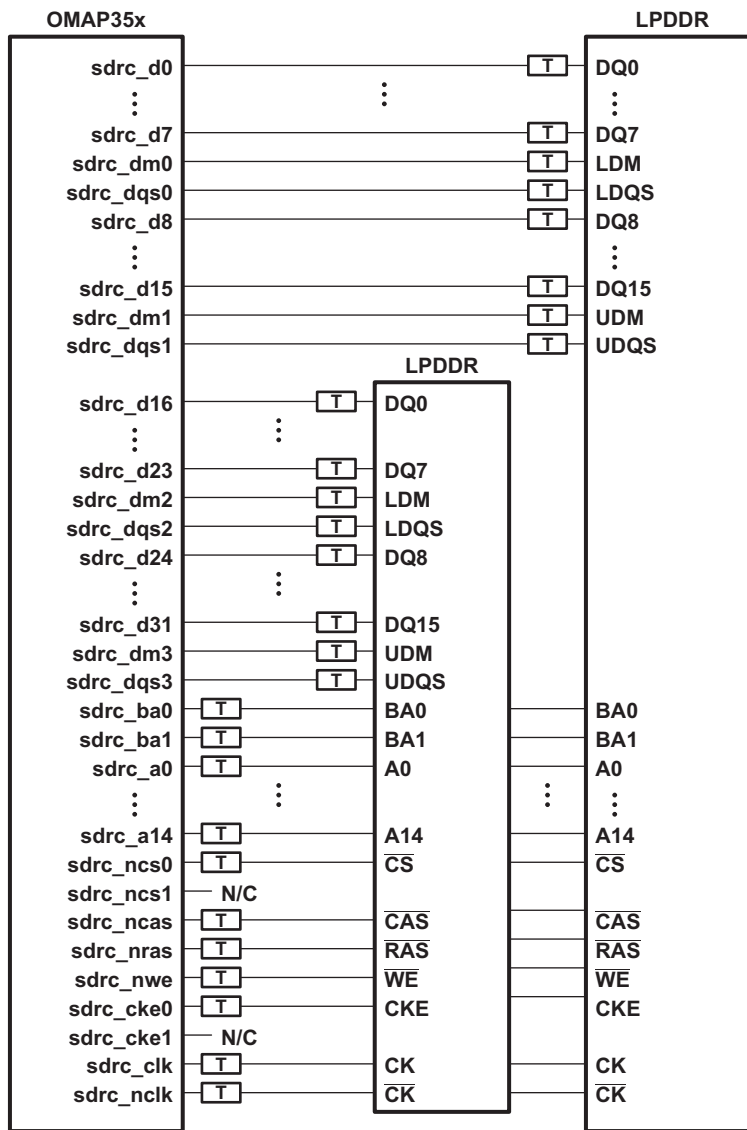 OMAP35x LPDDR
sdrc_d0 T DQ0
sdrc_d7 T DQ7
sdrc_dm0 T LDM
sdrc_dqs0 T LDQS
sdrc_d8 T DQ8
sdrc_d15 T DQ15
sdrc_dm1 T UDM
sdrc_dqs1 T UDQS
LPDDR
sdrc_d16 T DQ0
sdrc_d23 T DQ7
sdrc_dm2 T LDM
sdrc_dqs2 T LDQS
sdrc_d24 T DQ8
sdrc_d31 T DQ15
sdrc_dm3 T UDM
sdrc_dqs3 T UDQS
sdrc_ba0 T BA0 BA0
sdrc_ba1 T BA1 BA1
sdrc_a0 T A0 A0
sdrc_a14 T A14 A14
sdrc_ncs0 T CS CS
sdrc_ncs1 N/C
sdrc_ncas T CAS CAS
sdrc_nras T RAS RAS
sdrc_nwe T WE WE
sdrc_cke0 T CKE CKE
sdrc_cke1 N/C
sdrc_clk T CK CK
sdrc_nclk T CK CK